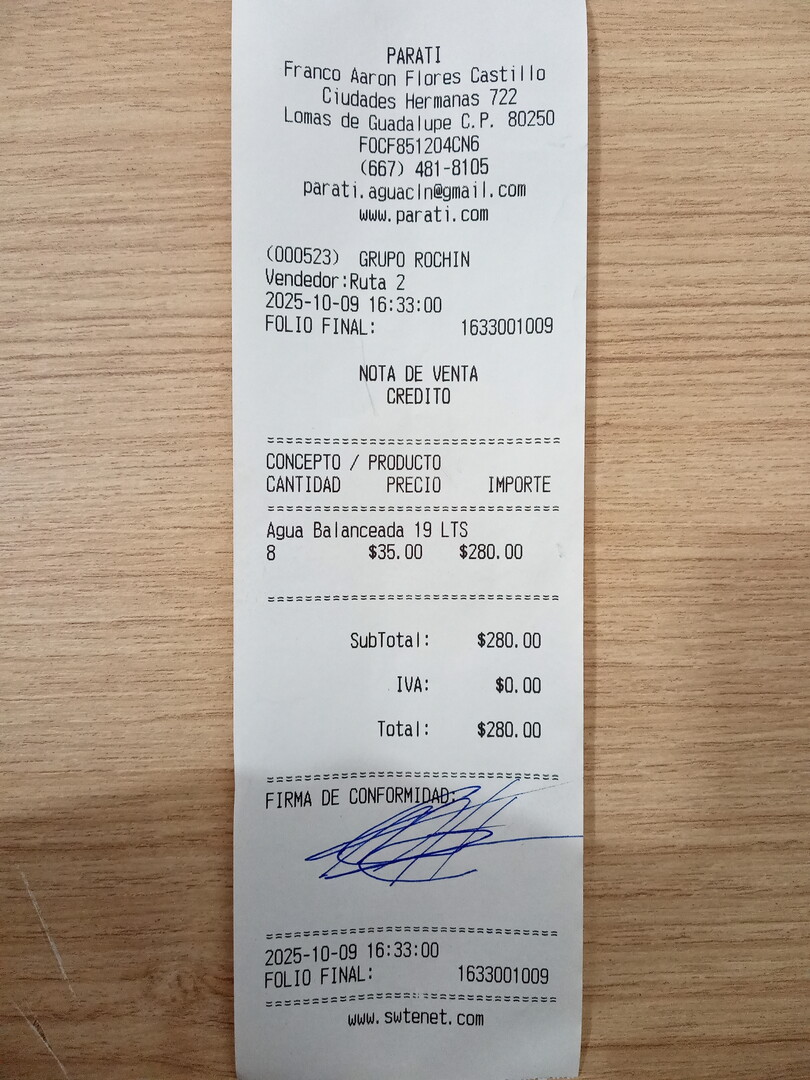 PARATI
Franco Aaron Flores Castillo
Ciudades Hermanas 722
Lomas de Guadalupe C.P. 80250
FOCF851204CN6
(667) 481-8105
parati.aguacln@gmail.com
www.parati.com
(000523) GRUPO ROCHIN
Vendedor:Ruta 2
2025-10-09 16:33:00
FOLIO FINAL: 1633001009
NOTA DE VENTA
CREDITO
==============================
CONCEPTO / PRODUCTO
CANTIDAD PRECIO IMPORTE
==============================
Agua Balanceada 19 LTS
8 $35.00 $280.00
==============================
SubTotal: $280.00
IVA: $0.00
Total: $280.00
==============================
FIRMA DE CONFORMIDAD:
==============================
2025-10-09 16:33:00
FOLIO FINAL: 1633001009
==============================
www.swtenet.com